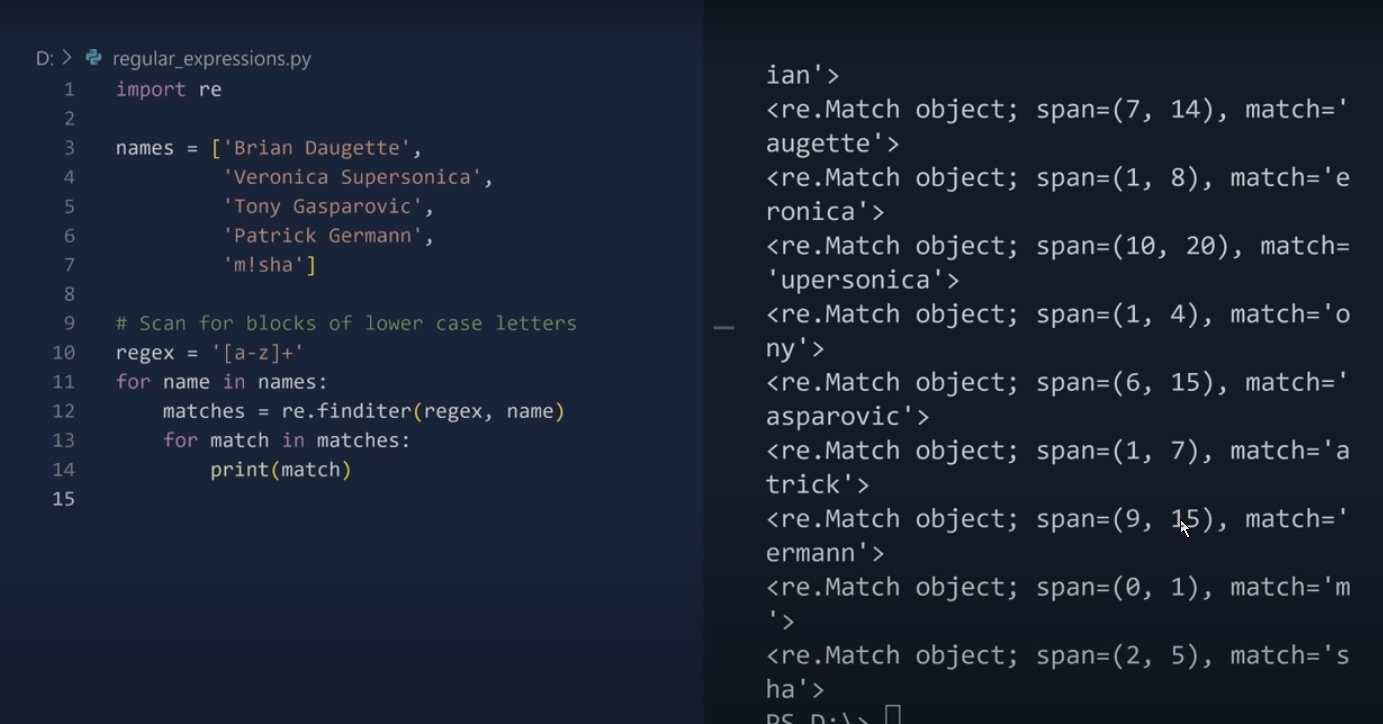 D: > regular_expressions.py
1 import re
2
3 names = ['Brian Daugette',
4          'Veronica Supersonica',
5          'Tony Gasparovic',
6          'Patrick Germann',
7          'm!sha']
8
9 # Scan for blocks of lower case letters
10 regex = '[a-z]+'
11 for name in names:
12     matches = re.finditer(regex, name)
13     for match in matches:
14         print(match)
15
ian'>
<re.Match object; span=(7, 14), match='
augette'>
<re.Match object; span=(1, 8), match='e
ronica'>
<re.Match object; span=(10, 20), match=
'upersonica'>
<re.Match object; span=(1, 4), match='o
ny'>
<re.Match object; span=(6, 15), match='
asparovic'>
<re.Match object; span=(1, 7), match='a
trick'>
<re.Match object; span=(9, 15), match='
ermann'>
<re.Match object; span=(0, 1), match='m
'>
<re.Match object; span=(2, 5), match='s
ha'>
PS D:\>